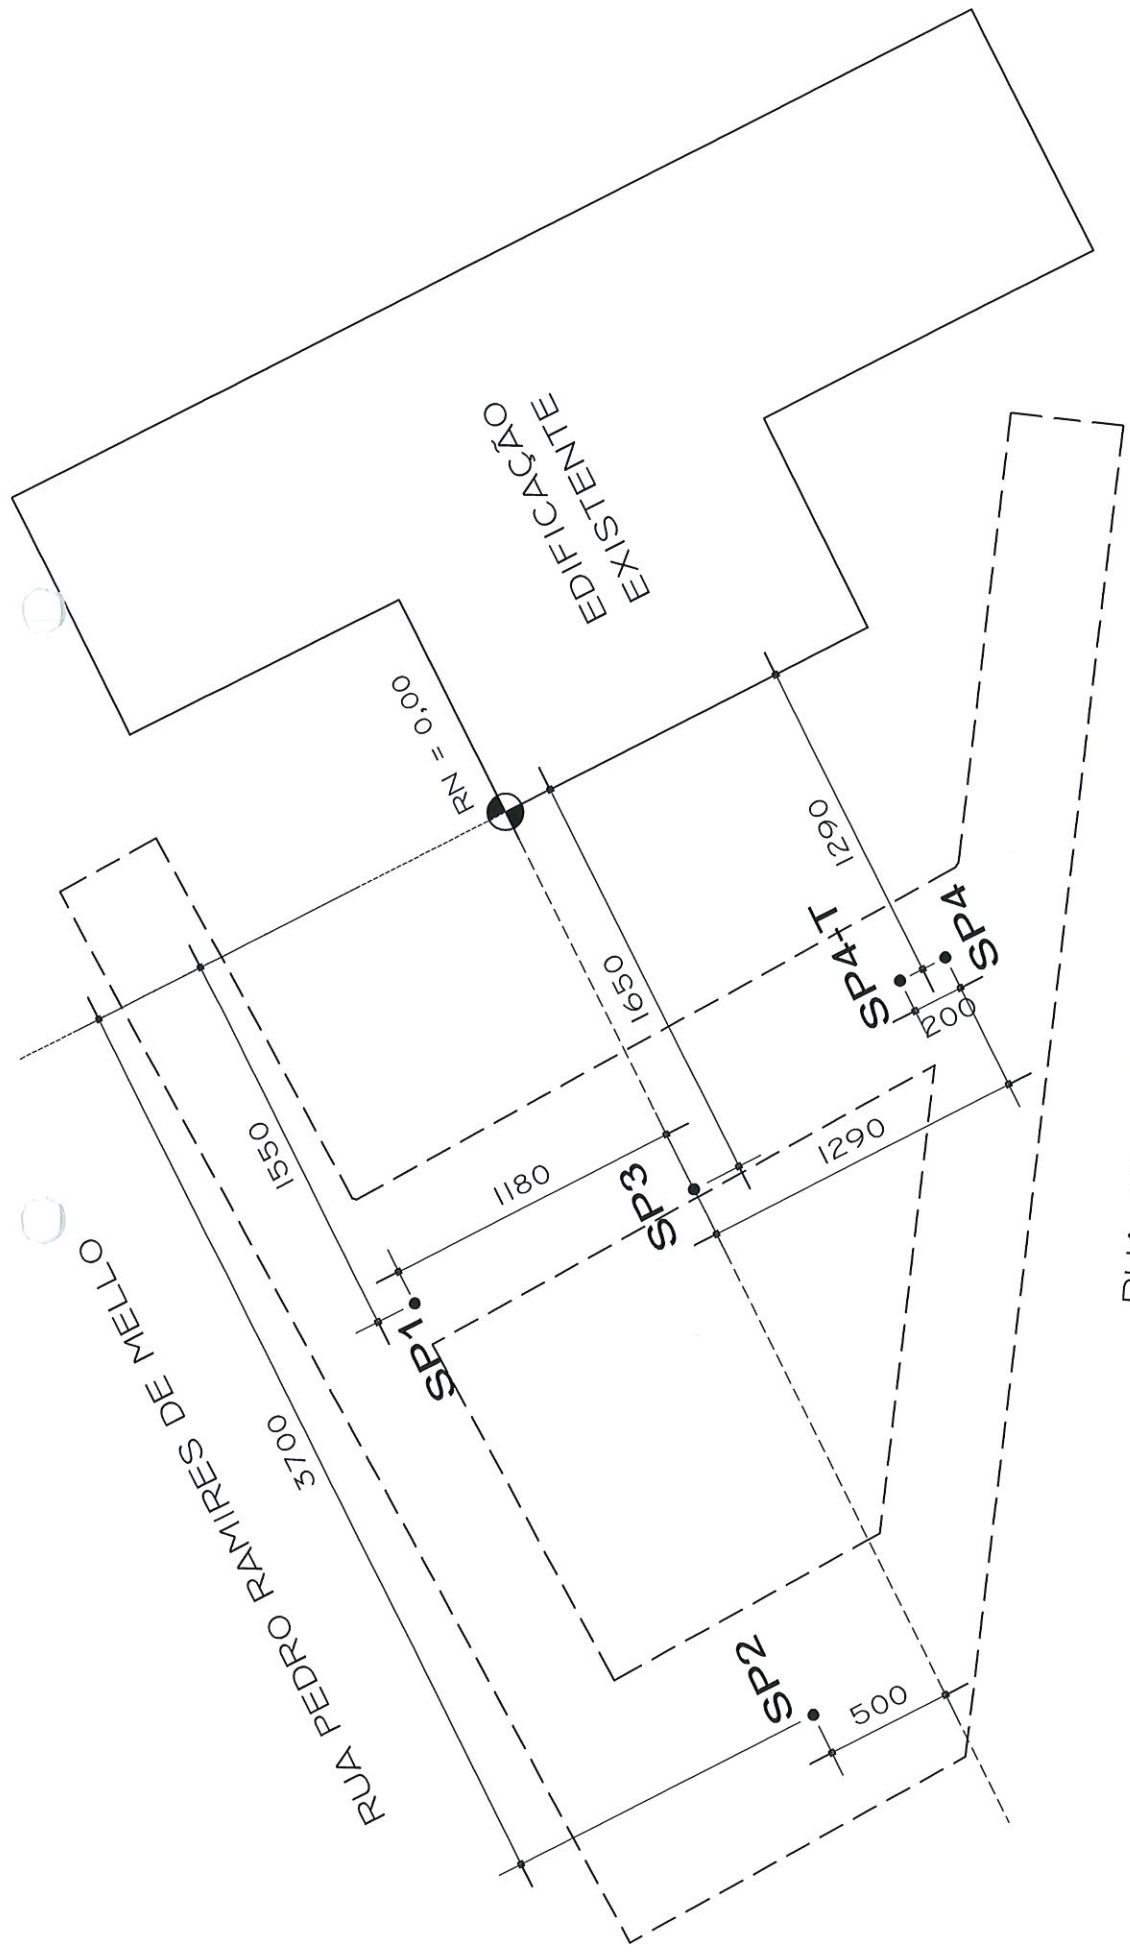 EDIFICAÇÃO
EXISTENTE
RN = 0,00
RUA PEDRO RAMIRES DE MELLO
3700
1550
1180
1650
1290
1290
200
500
SP1
SP2
SP3
SP4+T
SP4